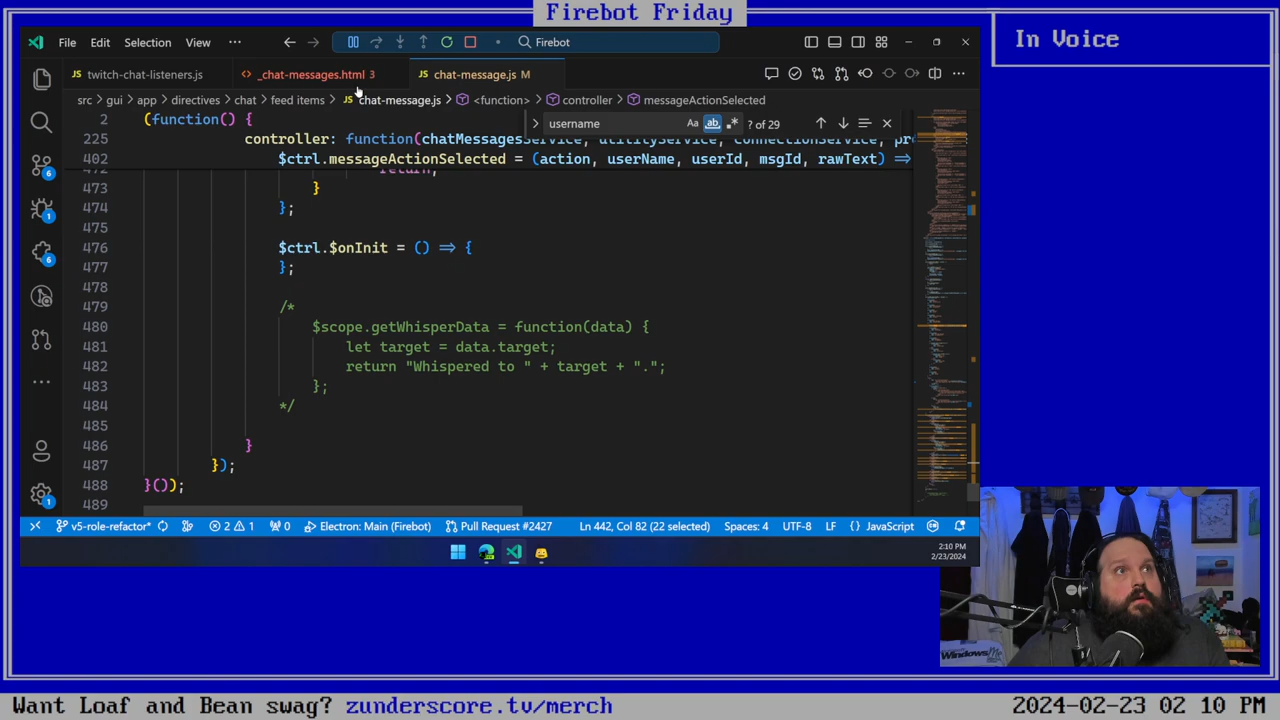 Firebot Friday
File Edit Selection View ··· Firebot
In Voice
twitch-chat-listeners.js _chat-messages.html 3 chat-message.js M
src > gui > app > directives > chat > feed items > chat-message.js > <function> > controller > messageActionSelected
username ? of 29
2 (function() {
25 controller: function(chatMessagesService, utilityService, connectionService, pr
402 $ctrl.messageActionSelected = (action, userName, userId, msgId, rawText) =>
472 return;
473 }
474 };
475
476 $ctrl.$onInit = () => {
477 };
478
479 /*
480 $scope.getWhisperData = function(data) {
481 let target = data.target;
482 return "Whispered to " + target + ".";
483 };
484 */
485
486
487 });
488 }());
489
v5-role-refactor* 2 1 0 Electron: Main (Firebot) Pull Request #2427 Ln 442, Col 82 (22 selected) Spaces: 4 UTF-8 LF {} JavaScript
2:10 PM
2/23/2024
Want Loaf and Bean swag? zunderscore.tv/merch 2024-02-23 02 10 PM